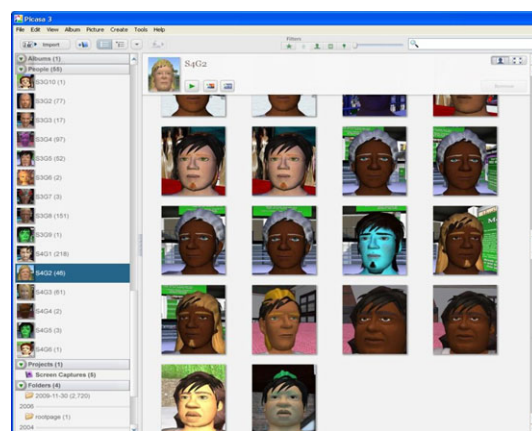 Picasa 3
File Edit View Album Picture Create Tools Help
Import
Filters
Albums (1)
People (55)
S3G10 (1)
S3G2 (77)
S3G3 (17)
S3G4 (97)
S3G5 (52)
S3G6 (2)
S3G7 (3)
S3G8 (151)
S3G9 (1)
S4G1 (218)
S4G2 (46)
S4G3 (61)
S4G4 (2)
S4G5 (3)
S4G6 (1)
Projects (1)
Screen Captures (5)
Folders (4)
2009-11-30 (2,720)
2006
rootpage (1)
2004
S4G2